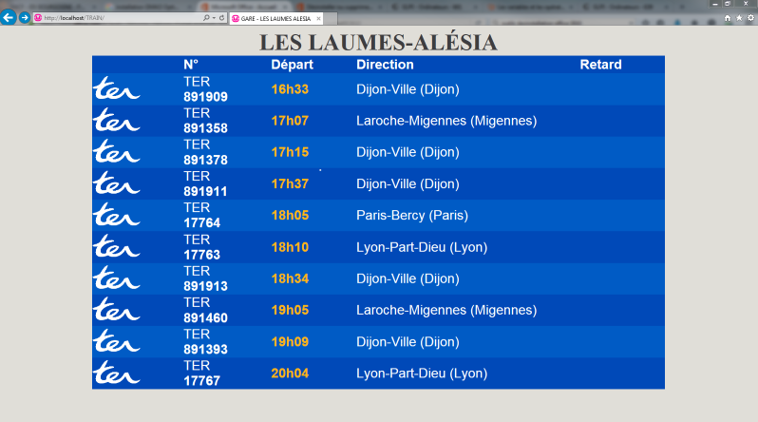 http://localhost/TRAIN/
GARE - LES LAUMES ALESIA
LES LAUMES-ALÉSIA
N° Départ Direction Retard
ter TER 16h33 Dijon-Ville (Dijon)
891909
ter TER 17h07 Laroche-Migennes (Migennes)
891358
ter TER 17h15 Dijon-Ville (Dijon)
891378
ter TER 17h37 Dijon-Ville (Dijon)
891911
ter TER 18h05 Paris-Bercy (Paris)
17764
ter TER 18h10 Lyon-Part-Dieu (Lyon)
17763
ter TER 18h34 Dijon-Ville (Dijon)
891913
ter TER 19h05 Laroche-Migennes (Migennes)
891460
ter TER 19h09 Dijon-Ville (Dijon)
891393
ter TER 20h04 Lyon-Part-Dieu (Lyon)
17767